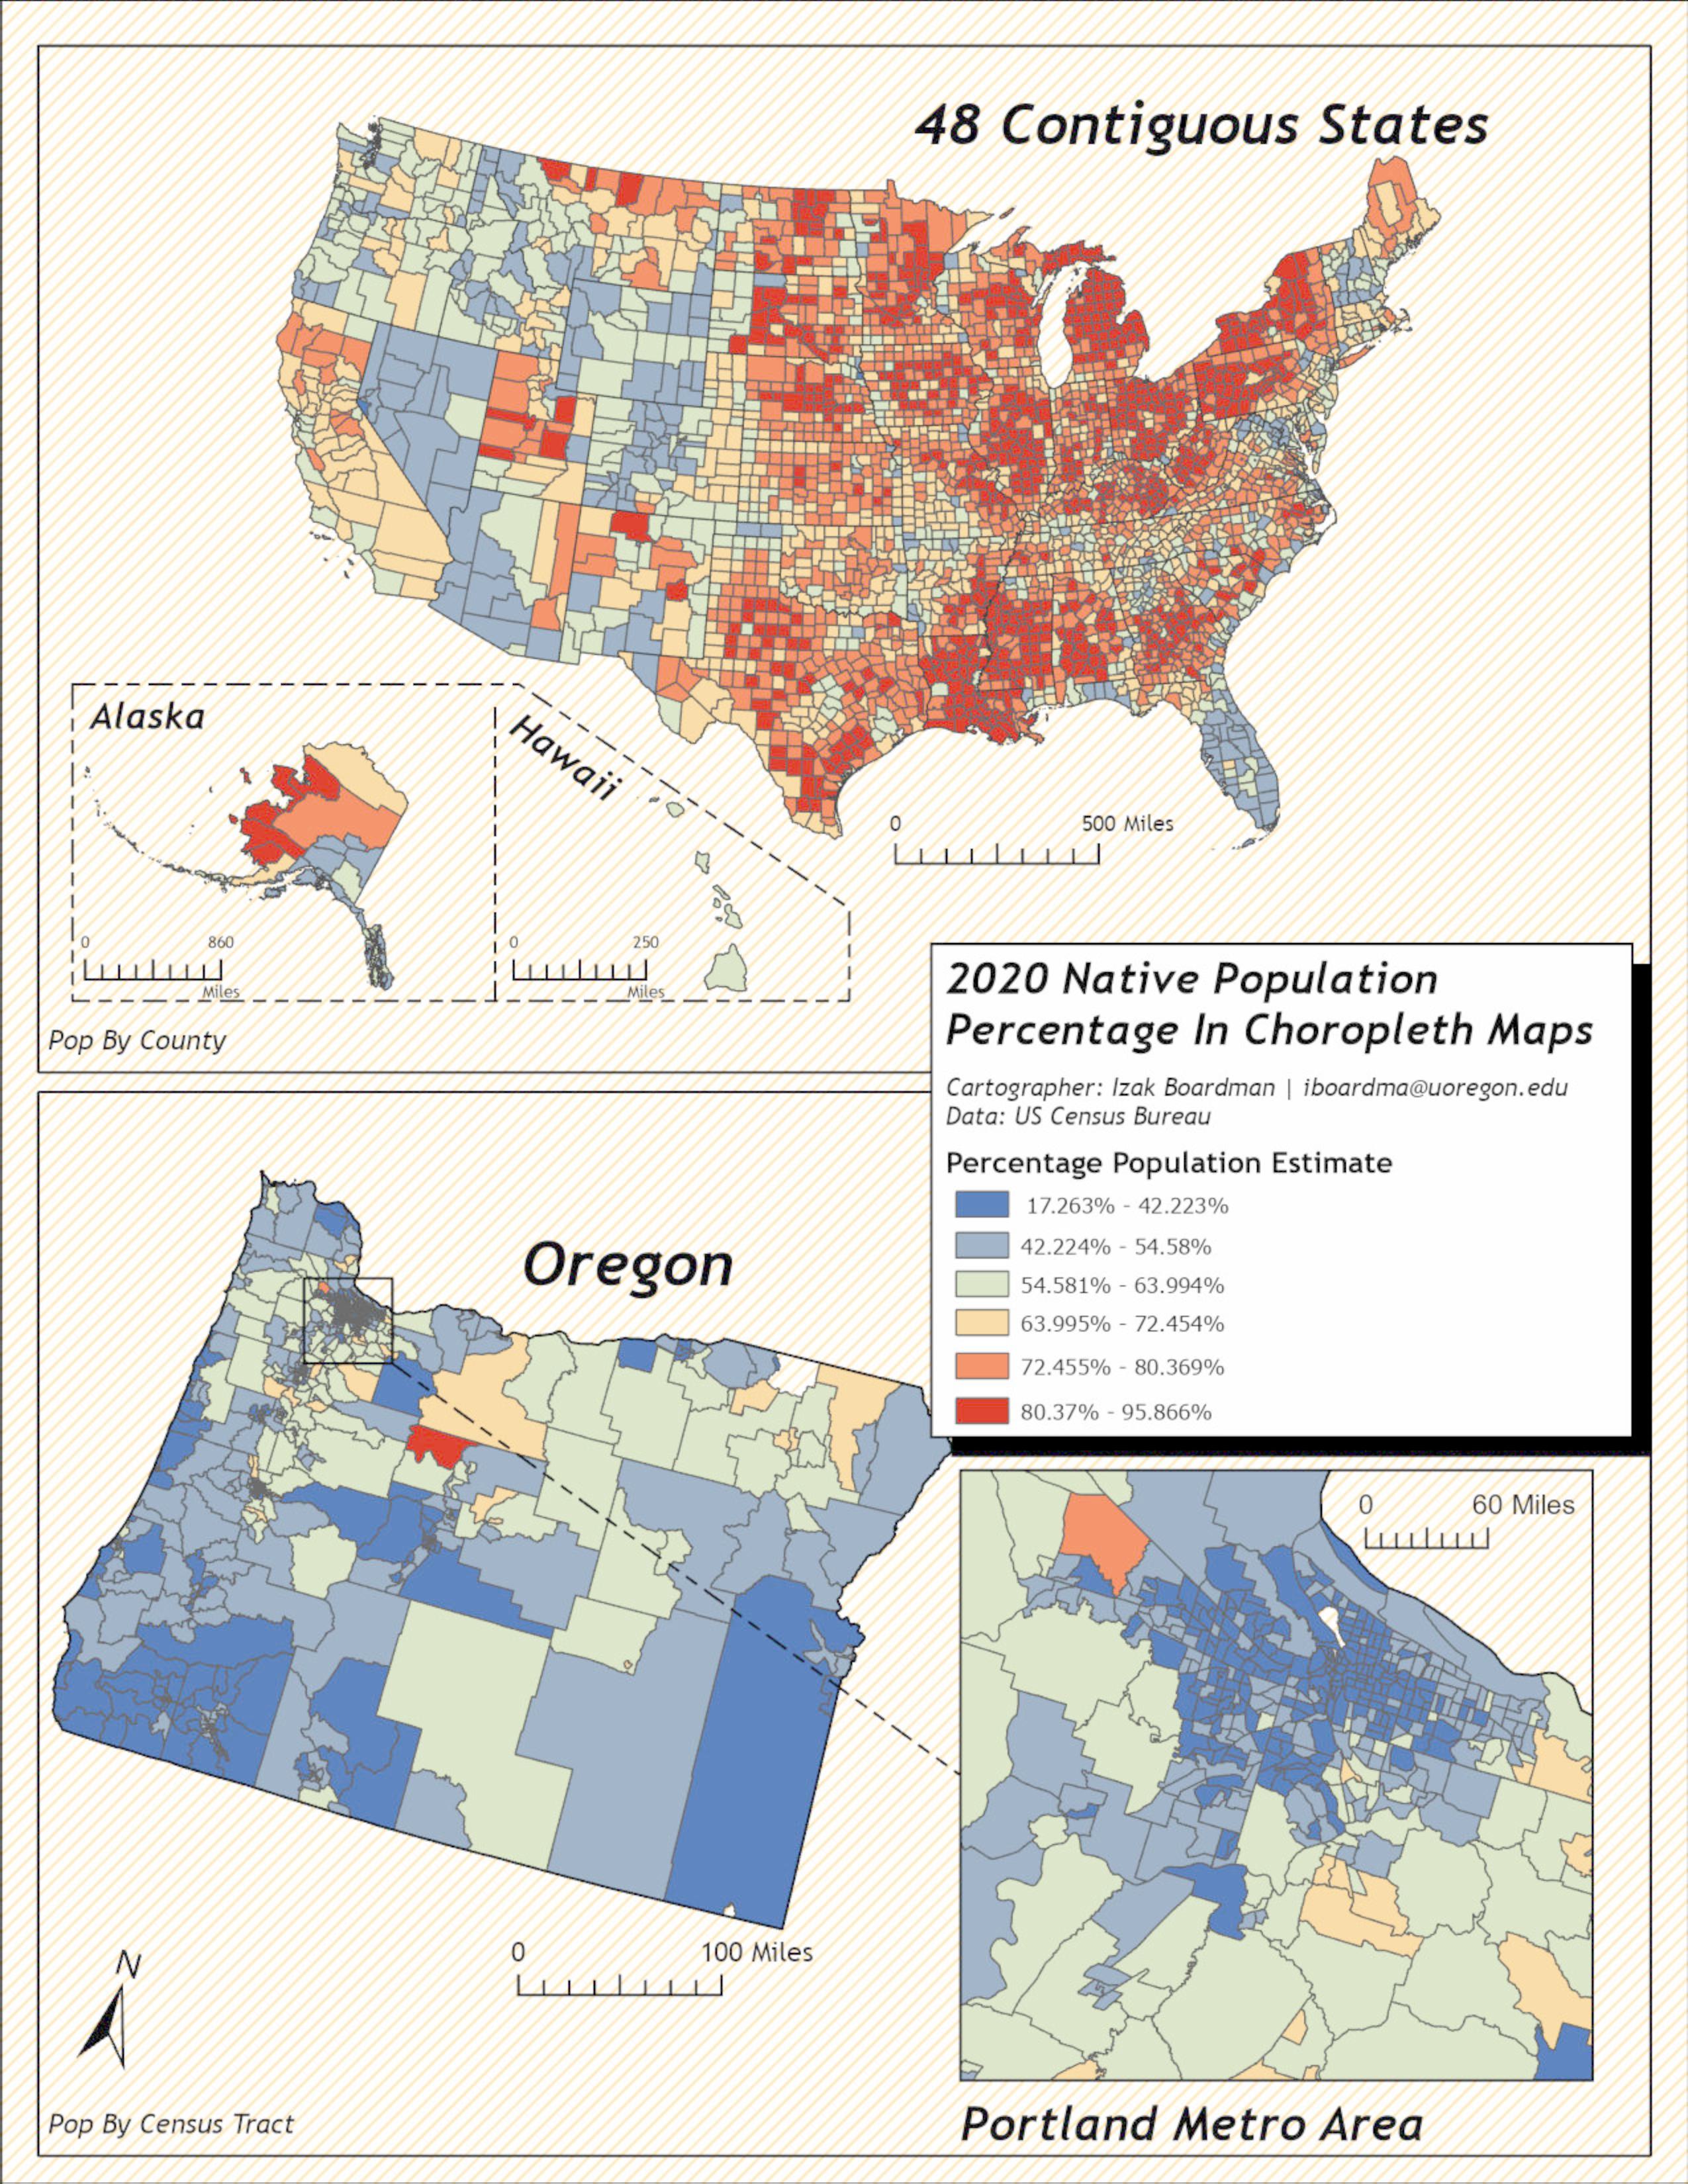 48 Contiguous States
Alaska
Hawaii
0 500 Miles
0 860
Miles
0 250
Miles
Pop By County
2020 Native Population
Percentage In Choropleth Maps
Cartographer: Izak Boardman | iboardma@uoregon.edu
Data: US Census Bureau
Percentage Population Estimate
17.263% - 42.223%
42.224% - 54.58%
54.581% - 63.994%
63.995% - 72.454%
72.455% - 80.369%
80.37% - 95.866%
Oregon
0 60 Miles
0 100 Miles
N
Pop By Census Tract
Portland Metro Area